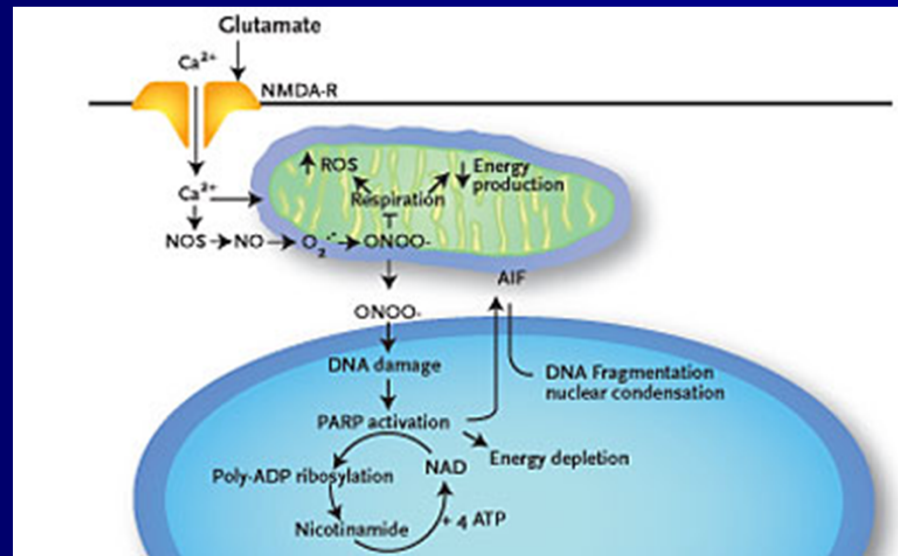 Glutamate
Ca²⁺
NMDA-R
ROS
Energy
production
Respiration
Ca²⁺
NOS NO O₂·⁻ ONOO-
AIF
ONOO-
DNA damage
DNA Fragmentation
nuclear condensation
PARP activation
Energy depletion
NAD
Poly-ADP ribosylation
+ 4 ATP
Nicotinamide